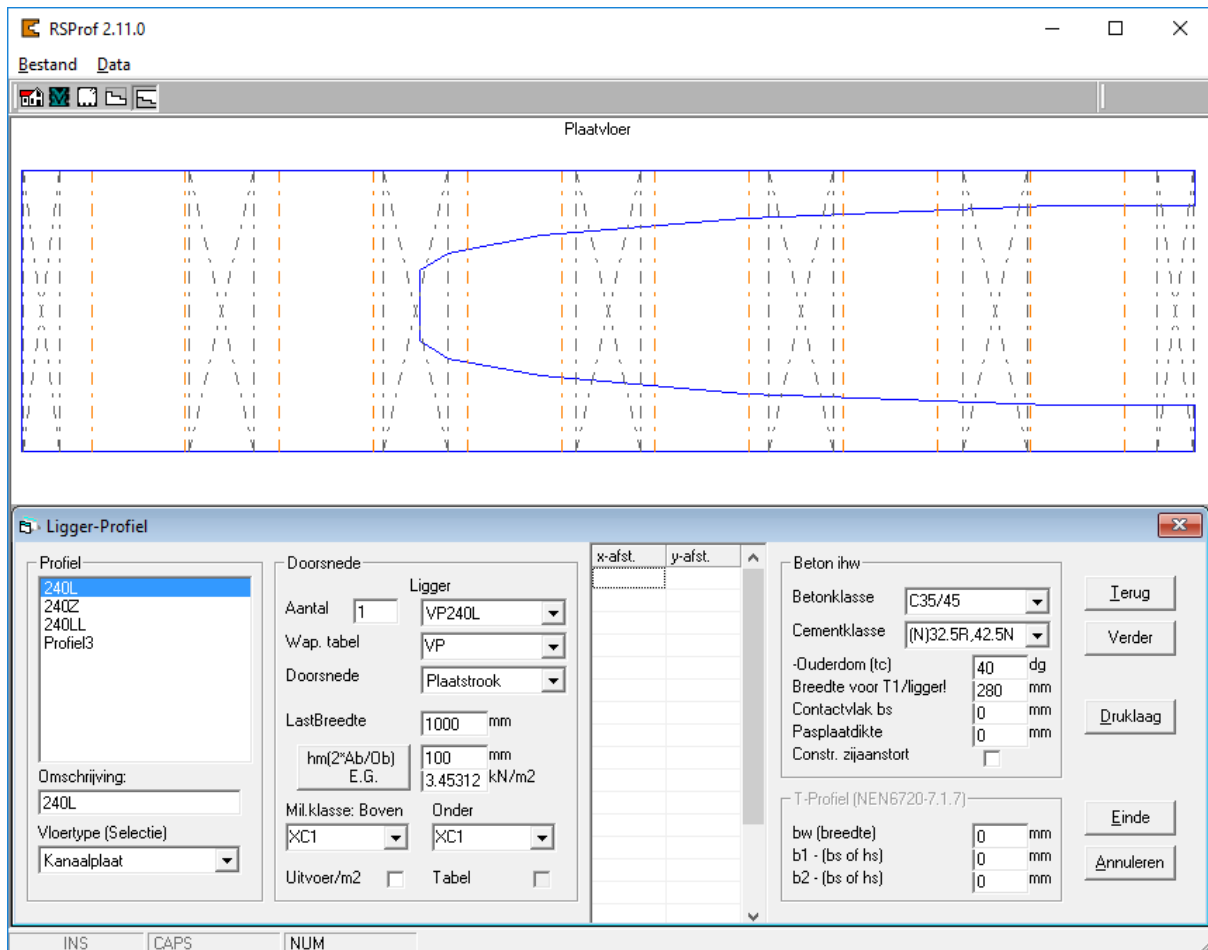 RSProf 2.11.0
Bestand Data
Plaatvloer
Ligger-Profiel
Profiel
240L
240Z
240LL
Profiel3
Omschrijving:
240L
Vloertype (Selectie)
Kanaalplaat
Doorsnede
Ligger
Aantal 1 VP240L
Wap. tabel VP
Doorsnede Plaatstrook
LastBreedte 1000 mm
hm(2*Ab/Ob) 100 mm
E.G. 3.45312 kN/m2
Mil.klasse: Boven Onder
XC1 XC1
Uitvoer/m2 Tabel
x-afst. y-afst.
Beton ihw
Betonklasse C35/45
Cementklasse (N)32.5R,42.5N
-Ouderdom (tc) 40 dg
Breedte voor T1/ligger! 280 mm
Contactvlak bs 0 mm
Pasplaatdikte 0 mm
Constr. zijaanstort
T-Profiel (NEN6720-7.1.7)
bw (breedte) 0 mm
b1 - (bs of hs) 0 mm
b2 - (bs of hs) 0 mm
Terug
Verder
Druklaag
Einde
Annuleren
INS CAPS NUM